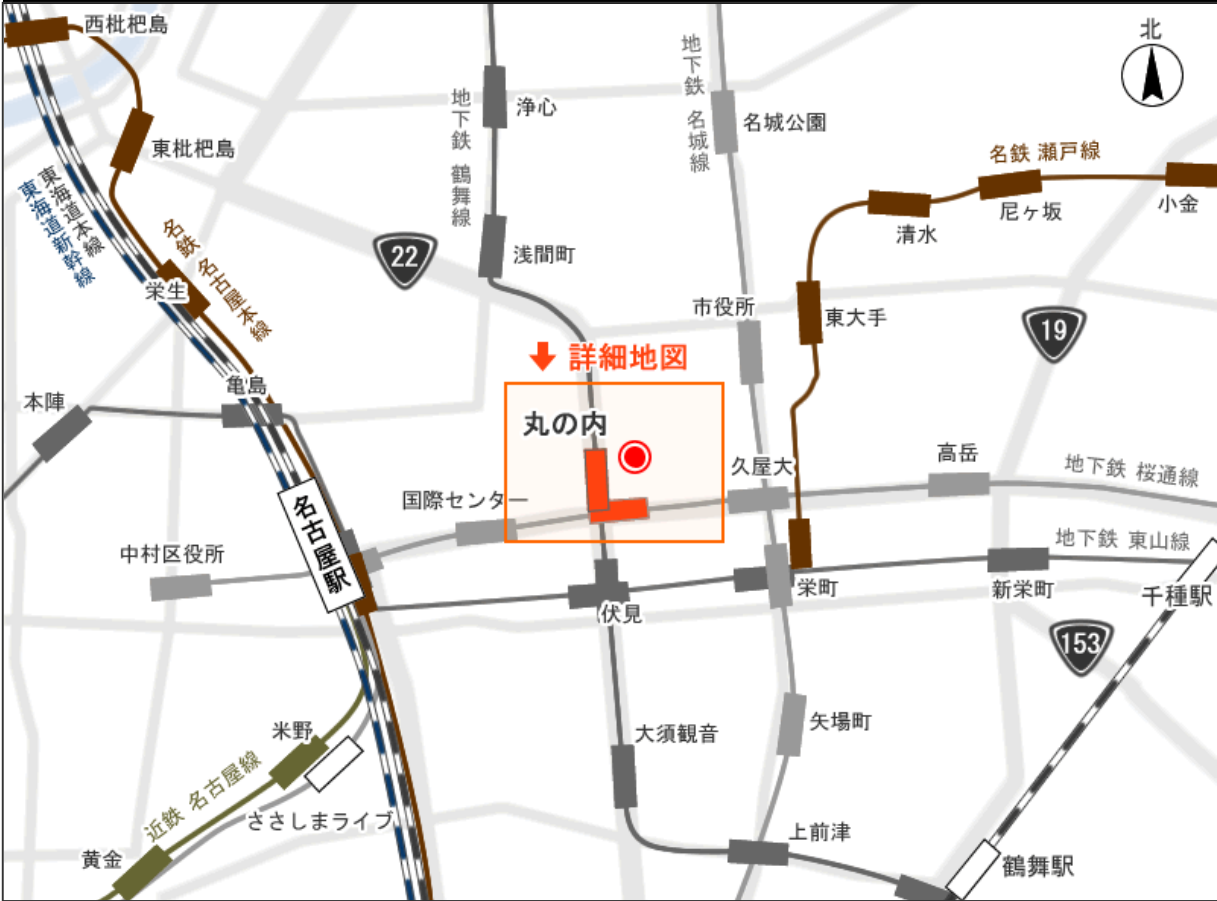 西枇杷島
北
地下鉄 鶴舞線
浄心
地下鉄 名城線
名城公園
東枇杷島
名鉄 瀬戸線
東海道本線
東海道新幹線
尼ヶ坂
小金
清水
名鉄 名古屋本線
22
浅間町
栄生
市役所
東大手
19
詳細地図
亀島
本陣
丸の内
久屋大
高岳
地下鉄 桜通線
国際センター
名古屋駅
中村区役所
地下鉄 東山線
栄町
新栄町
千種駅
伏見
153
米野
大須観音
矢場町
近鉄 名古屋線
ささしまライブ
上前津
黄金
鶴舞駅